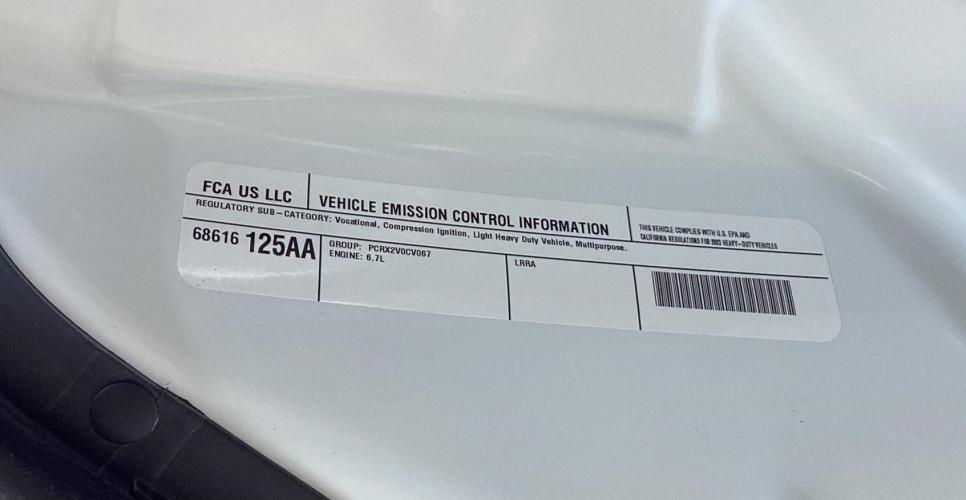 FCA US LLC
VEHICLE EMISSION CONTROL INFORMATION
THIS VEHICLE COMPLIES WITH U.S. EPA AND
CALIFORNIA REGULATIONS FOR 2023 HEAVY-DUTY VEHICLES
REGULATORY SUB-CATEGORY: Vocational, Compression Ignition, Light Heavy Duty Vehicle, Multipurpose.
68616 125AA
GROUP: PCRX2V0CV067
ENGINE: 6.7L
LRRA